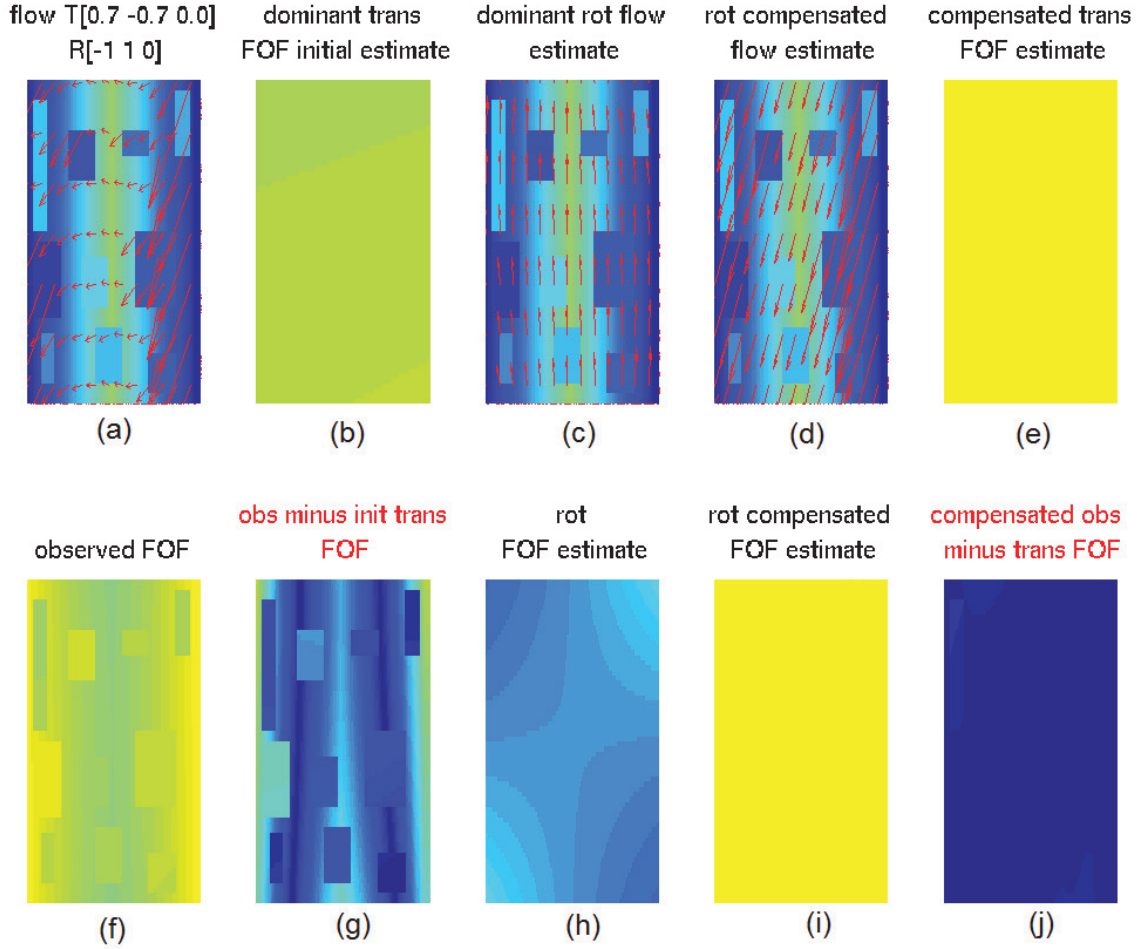 flow T[0.7 -0.7 0.0]
R[-1 1 0]
dominant trans
FOF initial estimate
dominant rot flow
estimate
rot compensated
flow estimate
compensated trans
FOF estimate
(a)
(b)
(c)
(d)
(e)
observed FOF
obs minus init trans
FOF
rot
FOF estimate
rot compensated
FOF estimate
compensated obs
minus trans FOF
(f)
(g)
(h)
(i)
(j)